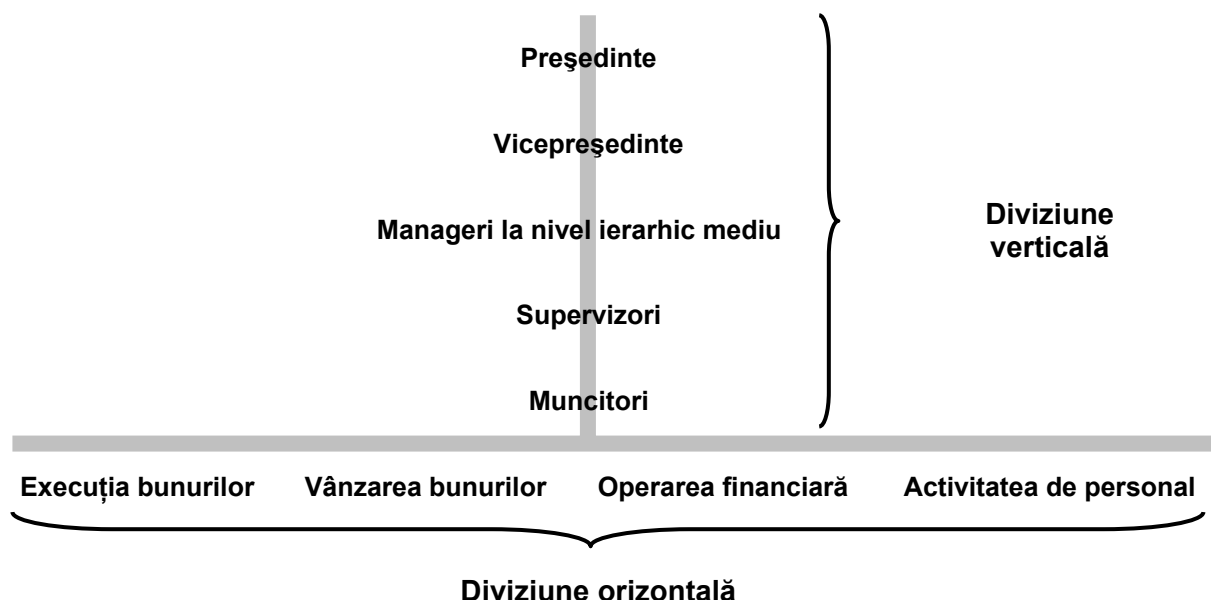 Preşedinte
Vicepreşedinte
Manageri la nivel ierarhic mediu
Diviziune
verticală
Supervizori
Muncitori
Execuția bunurilor Vânzarea bunurilor Operarea financiară Activitatea de personal
Diviziune orizontală